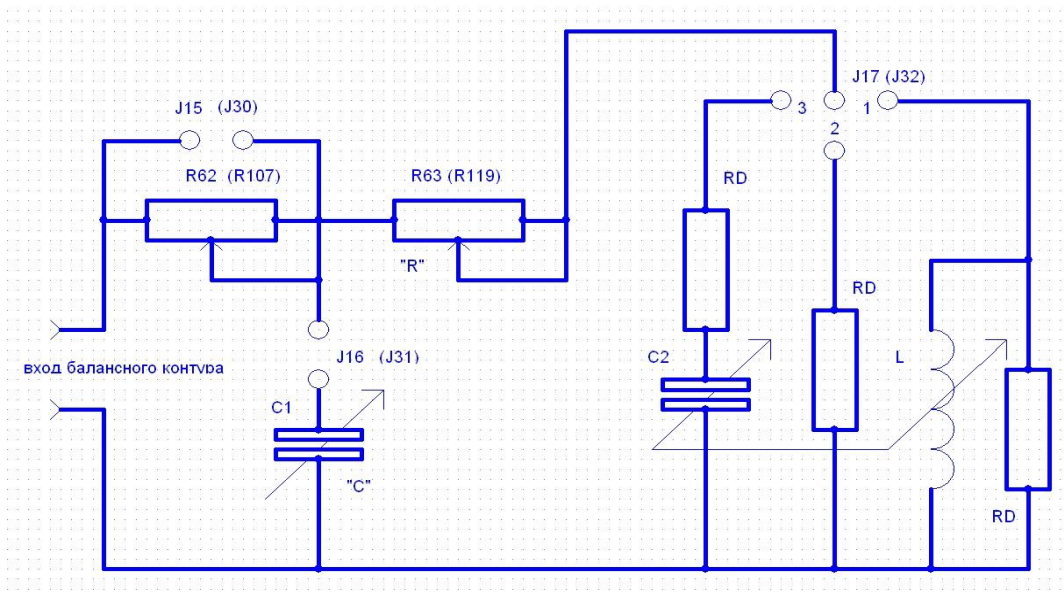 J15 (J30)
J17 (J32)
3
1
2
R62 (R107)
R63 (R119)
RD
"R"
RD
вход балансного контура
J16 (J31)
C2
L
C1
"C"
RD